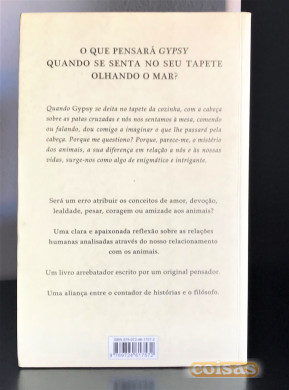 O QUE PENSARÁ GYPSY
QUANDO SE SENTA NO SEU TAPETE
OLHANDO O MAR?
Quando Gypsy se deita no tapete da cozinha, com a cabeça
sobre as patas cruzadas e nós nos sentamos à mesa, comendo
ou falando, dou comigo a imaginar o que lhe passará pela
cabeça. Porque me questiono? Porque, parece-me, o mistério
dos animais, a sua diferença em relação a nós e às nossas
vidas, surge-nos como algo de enigmático e intrigante.
Será um erro atribuir os conceitos de amor, devoção,
lealdade, pesar, coragem ou amizade aos animais?
Uma clara e apaixonada reflexão sobre as relações
humanas analisadas através do nosso relacionamento
com os animais.
Um livro arrebatador escrito por um original pensador.
Uma aliança entre o contador de histórias e o filósofo.
coisas